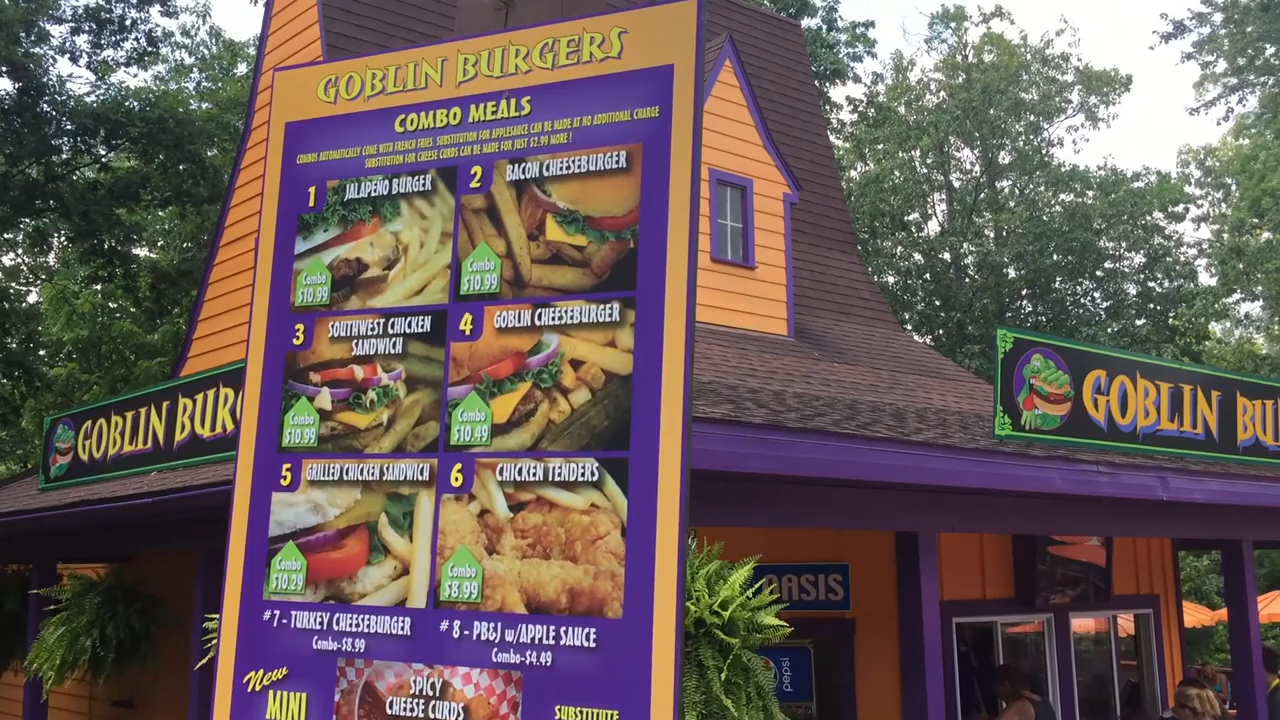 GOBLIN BURGERS
COMBO MEALS
COMBOS AUTOMATICALLY COME WITH FRENCH FRIES. SUBSTITUTION FOR APPLESAUCE CAN BE MADE AT NO ADDITIONAL CHARGE
SUBSTITUTION FOR CHEESE CURDS CAN BE MADE FOR JUST $2.99 MORE !
1 JALAPEÑO BURGER
Combo
$10.99
2 BACON CHEESEBURGER
Combo
$10.99
3 SOUTHWEST CHICKEN
SANDWICH
Combo
$10.99
4 GOBLIN CHEESEBURGER
Combo
$10.49
5 GRILLED CHICKEN SANDWICH
Combo
$10.29
6 CHICKEN TENDERS
Combo
$8.99
#7 - TURKEY CHEESEBURGER
Combo-$8.99
#8 - PB&J w/APPLE SAUCE
Combo-$4.49
New
MINI
SPICY
CHEESE CURDS
SUBSTITUTE
GOBLIN BURG
GOBLIN BU
OASIS
pepsi